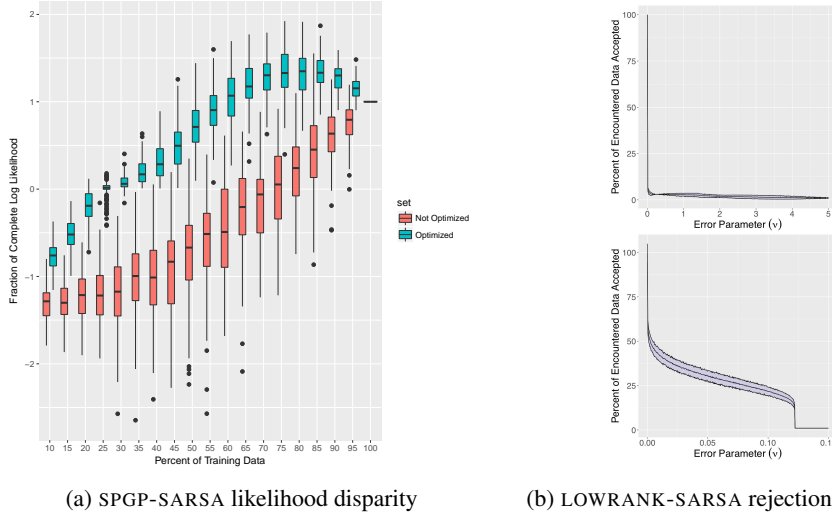 2
1
0
−1
−2
Fraction of Complete Log Likelihood
10 15 20 25 30 35 40 45 50 55 60 65 70 75 80 85 90 95 100
Percent of Training Data
set
Not Optimized
Optimized
100
75
50
25
0
Percent of Encountered Data Accepted
0 1 2 3 4 5
Error Parameter (ν)
100
75
50
25
0
Percent of Encountered Data Accepted
0.00 0.05 0.10 0.1
Error Parameter (ν)
(a) SPGP-SARSA likelihood disparity
(b) LOWRANK-SARSA rejection